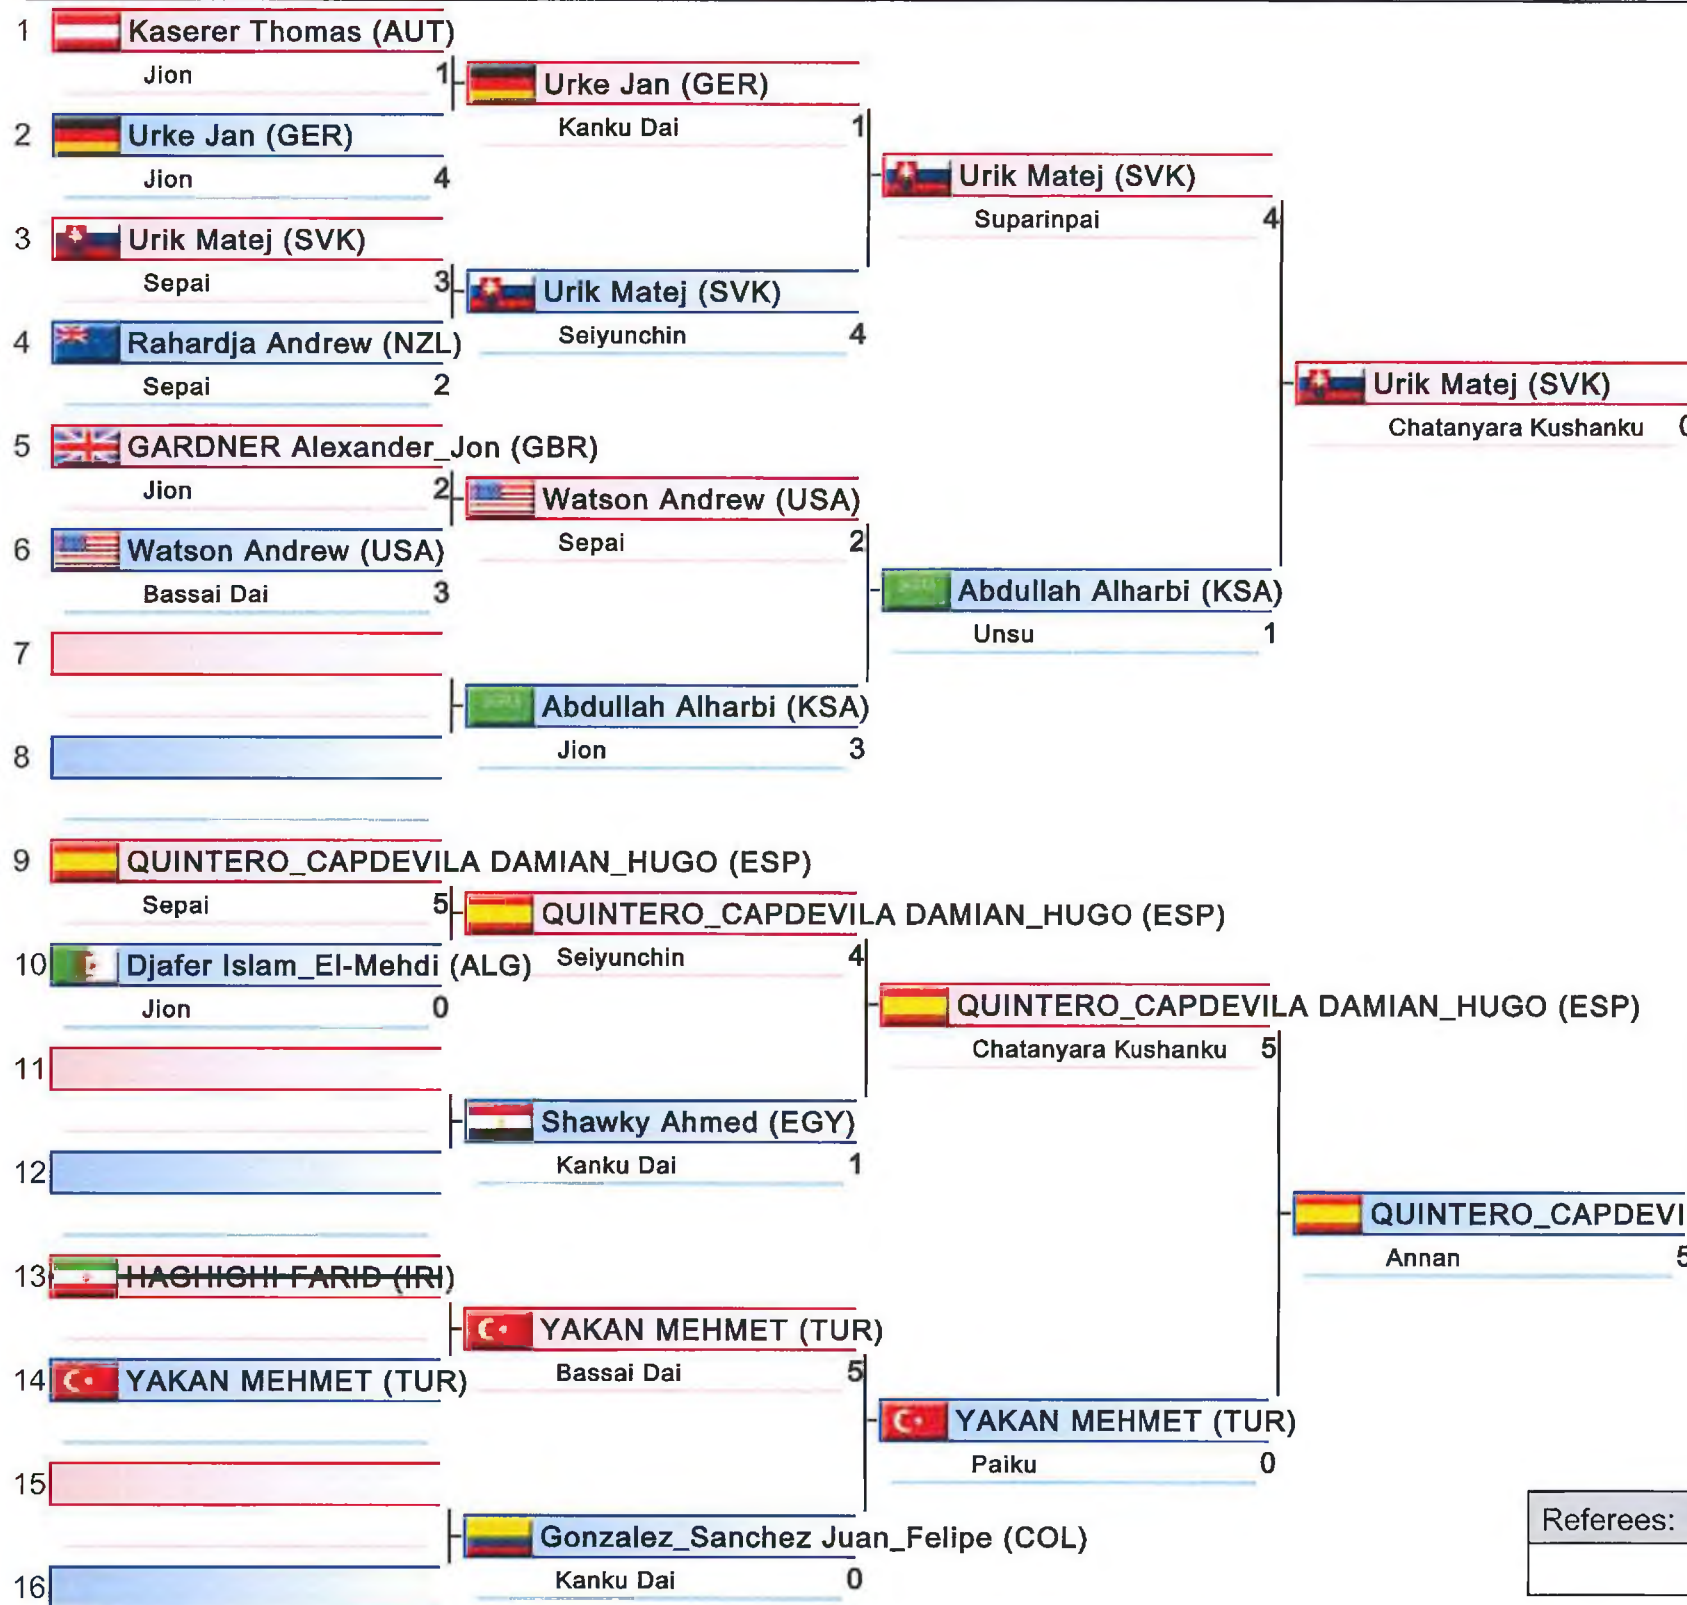 1 Kaserer Thomas (AUT)
Jion 1
Urke Jan (GER)
Kanku Dai 1
2 Urke Jan (GER)
Jion 4
Urik Matej (SVK)
Suparinpai 4
3 Urik Matej (SVK)
Sepai 3
Urik Matej (SVK)
Seiyunchin 4
4 Rahardja Andrew (NZL)
Sepai 2
Urik Matej (SVK)
Chatanyara Kushanku 0
5 GARDNER Alexander_Jon (GBR)
Jion 2
Watson Andrew (USA)
Sepai 2
6 Watson Andrew (USA)
Bassai Dai 3
Abdullah Alharbi (KSA)
Unsu 1
7
Abdullah Alharbi (KSA)
Jion 3
8
9 QUINTERO_CAPDEVILA DAMIAN_HUGO (ESP)
Sepai 5
QUINTERO_CAPDEVILA DAMIAN_HUGO (ESP)
Seiyunchin 4
10 Djafer Islam_El-Mehdi (ALG)
Jion 0
QUINTERO_CAPDEVILA DAMIAN_HUGO (ESP)
Chatanyara Kushanku 5
11
Shawky Ahmed (EGY)
Kanku Dai 1
12
QUINTERO_CAPDEVI
Annan 5
13 HAGHIGHI FARID (IRI)
YAKAN MEHMET (TUR)
Bassai Dai 5
14 YAKAN MEHMET (TUR)
YAKAN MEHMET (TUR)
Paiku 0
15
Gonzalez_Sanchez Juan_Felipe (COL)
Kanku Dai 0
16
Referees: